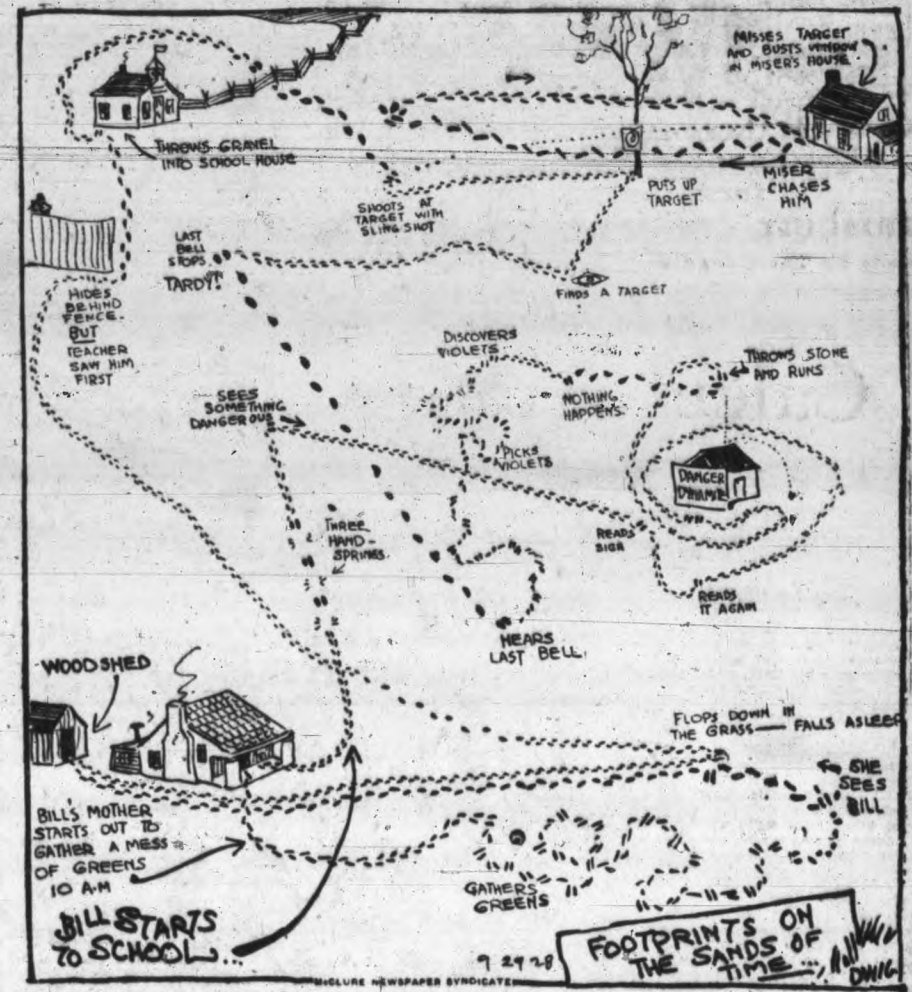 MISSES TARGET
AND BUSTS WINDOW
IN MISER'S HOUSE
THROWS GRAVEL
INTO SCHOOL HOUSE
MISER
CHASES
HIM
PUTS UP
TARGET
SHOOTS AT
TARGET WITH
SLING SHOT
LAST
BELL
STOPS
TARDY!
FINDS A TARGET
HIDES
BEHIND
FENCE.
BUT
TEACHER
SAW HIM
FIRST
DISCOVERS
VIOLETS
THROWS STONE
AND RUNS
NOTHING
HAPPENS.
SEES
SOMETHING
DANGEROUS
PICKS
VIOLETS
DANGER
DYNAMITE
THREE
HAND-
SPRINGS
READS
SIGN
READS
IT AGAIN
HEARS
LAST BELL.
WOODSHED
FLOPS DOWN IN
THE GRASS — FALLS ASLEEP
SHE
SEES
BILL
BILL'S MOTHER
STARTS OUT TO
GATHER A MESS
OF GREENS
10 A.M
GATHERS
GREENS
BILL STARTS
TO SCHOOL...
FOOTPRINTS ON
THE SANDS OF
TIME...
DWIG
9 29 28
McCLURE NEWSPAPER SYNDICATE